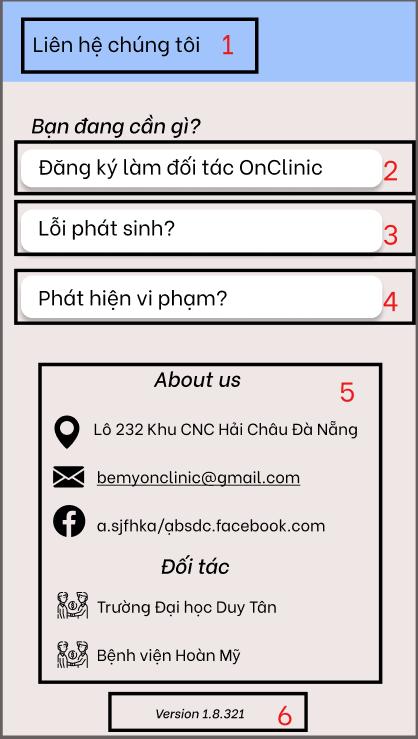 Liên hệ chúng tôi 1
Bạn đang cần gì?
Đăng ký làm đối tác OnClinic 2
Lỗi phát sinh? 3
Phát hiện vi phạm? 4
About us 5
Lô 232 Khu CNC Hải Châu Đà Nẵng
bemyonclinic@gmail.com
a.sjfhka/ạbsdc.facebook.com
Đối tác
Trường Đại học Duy Tân
Bệnh viện Hoàn Mỹ
Version 1.8.321 6